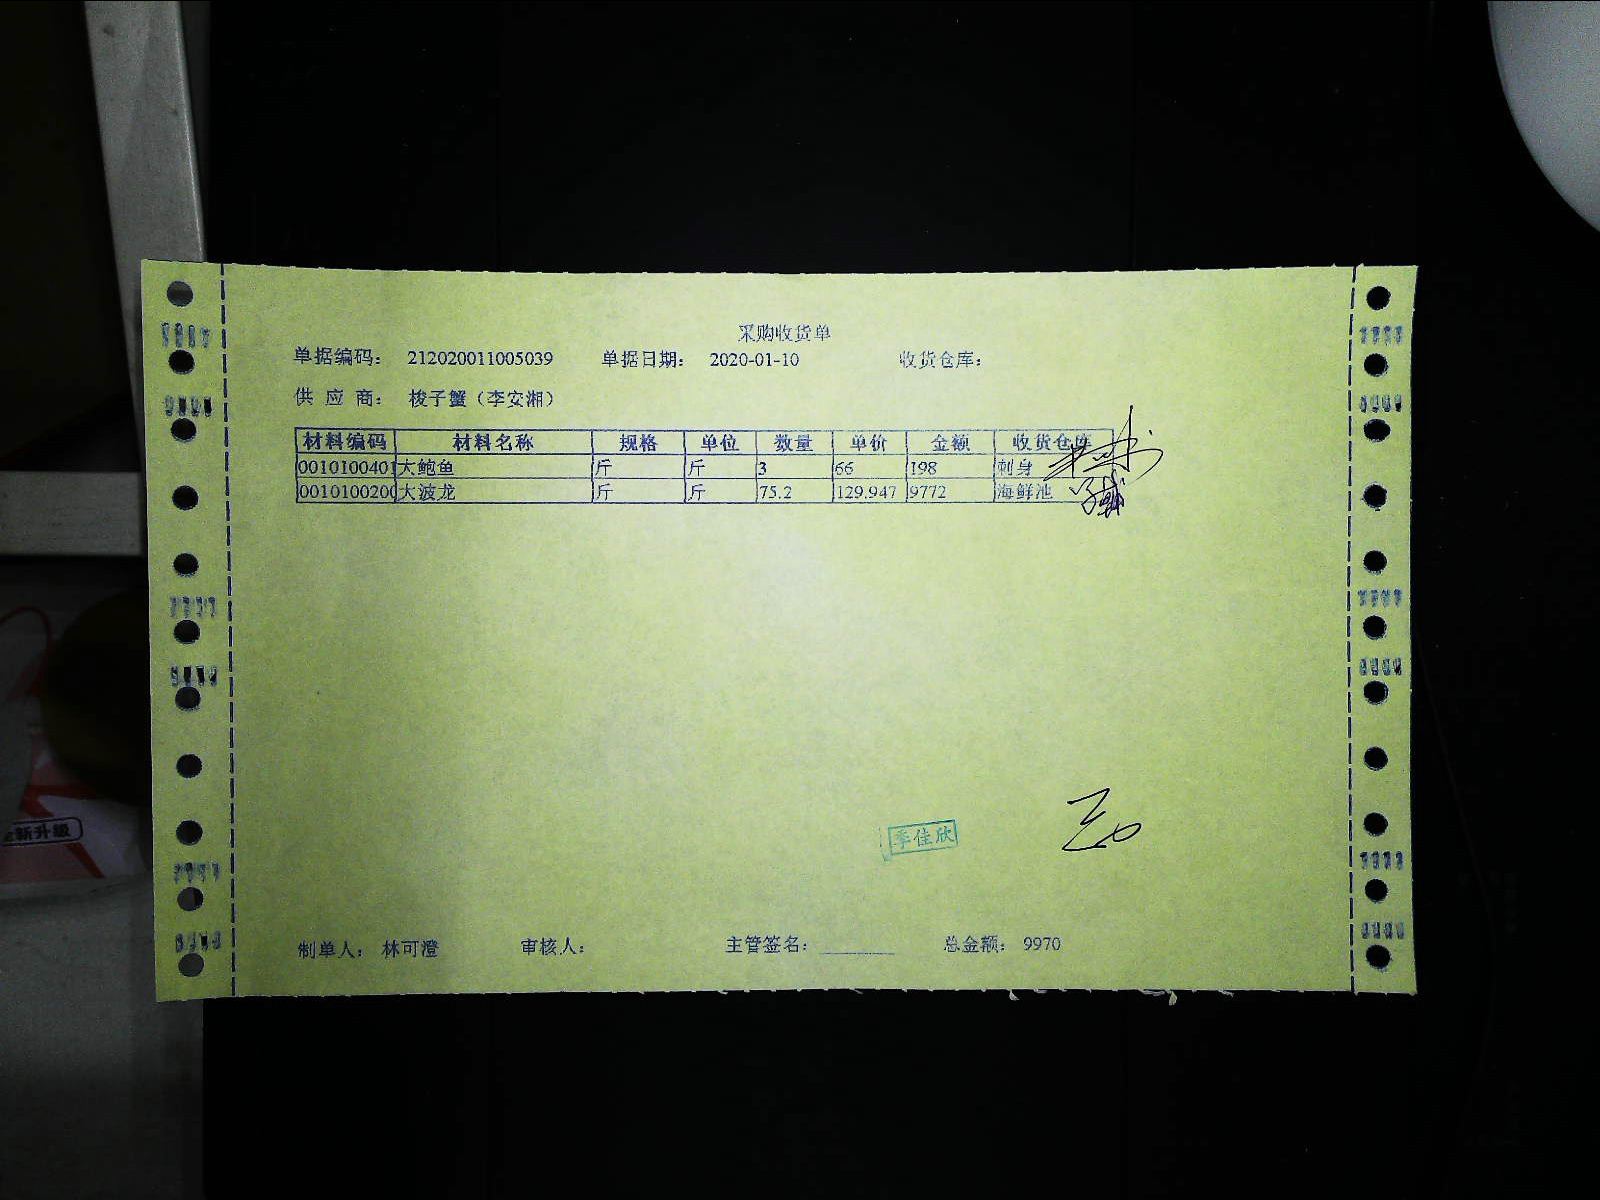 采购收货单
单据编码： 212020011005039 单据日期： 2020-01-10 收货仓库：
供 应 商： 梭子蟹（李安湘）
材料编码 材料名称 规格 单位 数量 单价 金额 收货仓库
0010100401 大鲍鱼 斤 斤 3 66 198 刺身
0010100200 大波龙 斤 斤 75.2 129.947 9772 海鲜池
季佳欣
制单人： 林可澄 审核人： 主管签名： 总金额： 9970
新升级